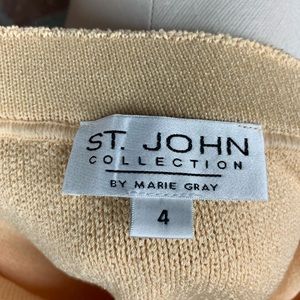 ST. JOHN
COLLECTION
BY MARIE GRAY
4